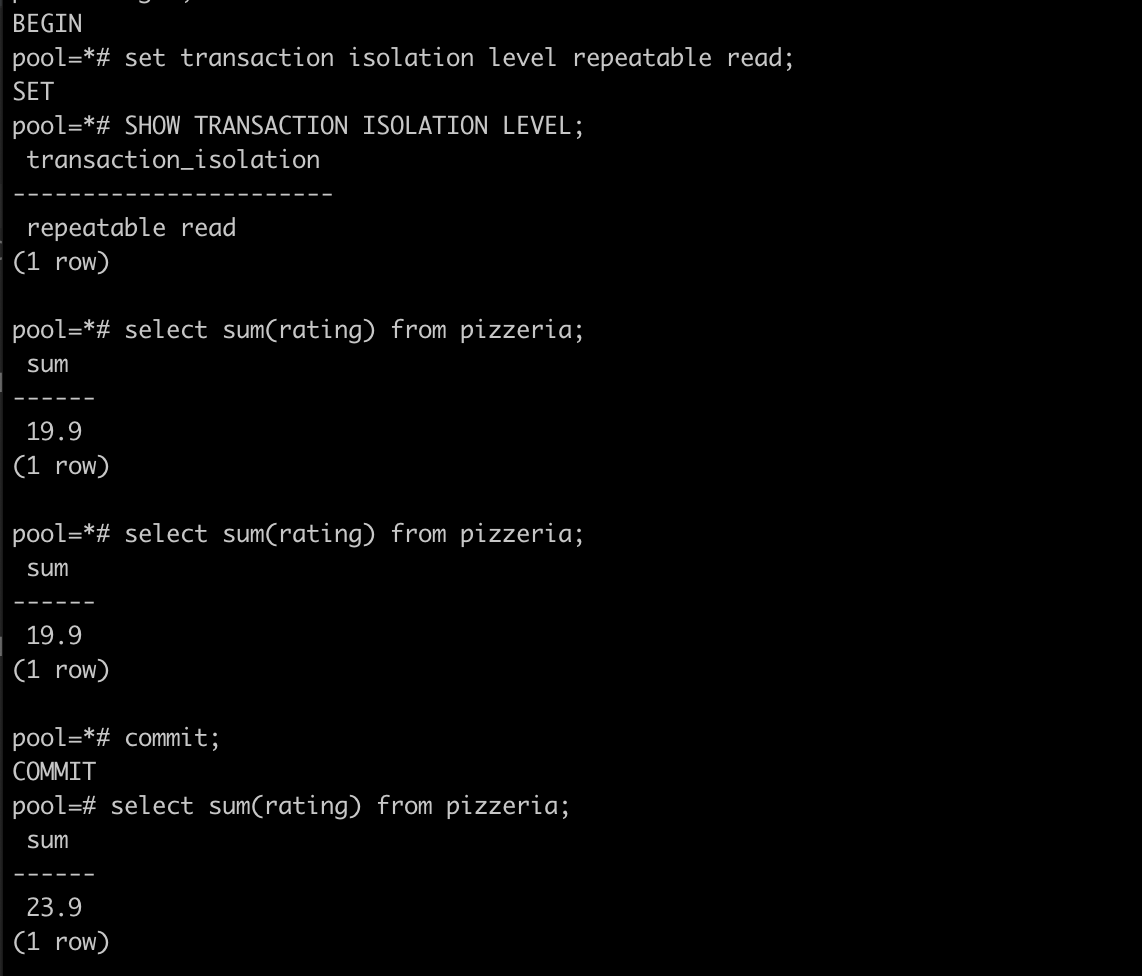 BEGIN
pool=*# set transaction isolation level repeatable read;
SET
pool=*# SHOW TRANSACTION ISOLATION LEVEL;
 transaction_isolation
-----------------------
 repeatable read
(1 row)

pool=*# select sum(rating) from pizzeria;
 sum
------
 19.9
(1 row)

pool=*# select sum(rating) from pizzeria;
 sum
------
 19.9
(1 row)

pool=*# commit;
COMMIT
pool=# select sum(rating) from pizzeria;
 sum
------
 23.9
(1 row)